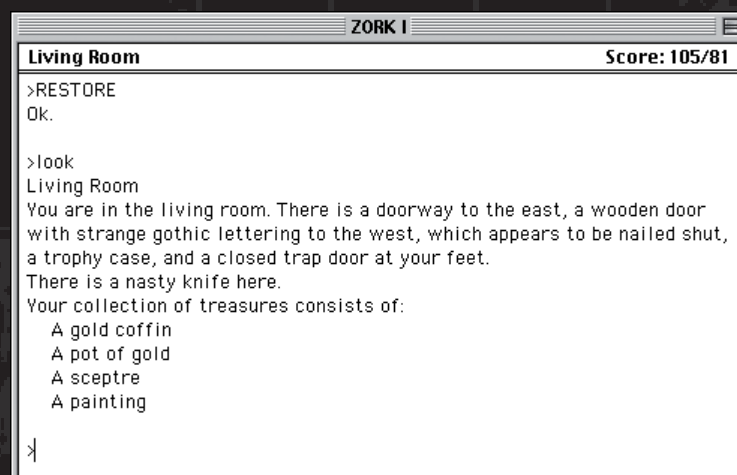 ZORK I
Living Room Score: 105/81
>RESTORE
Ok.
>look
Living Room
You are in the living room. There is a doorway to the east, a wooden door
with strange gothic lettering to the west, which appears to be nailed shut,
a trophy case, and a closed trap door at your feet.
There is a nasty knife here.
Your collection of treasures consists of:
A gold coffin
A pot of gold
A sceptre
A painting
>